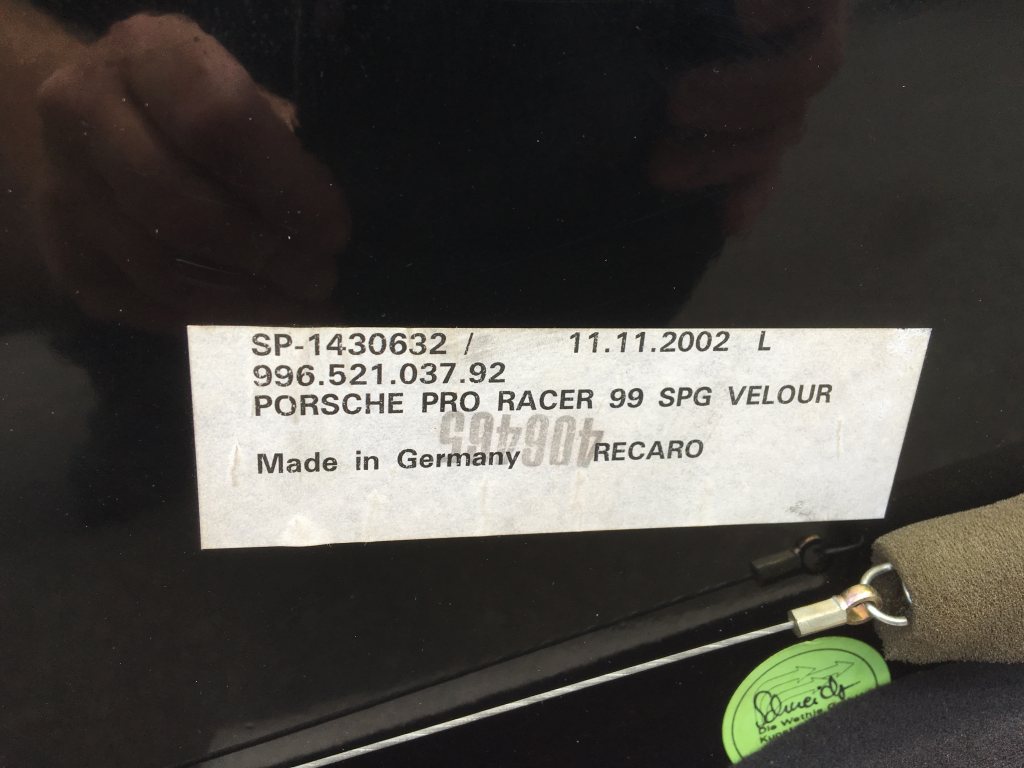 SP-1430632 / 11.11.2002 L
996.521.037.92
PORSCHE PRO RACER 99 SPG VELOUR
406465
Made in Germany RECARO
Die